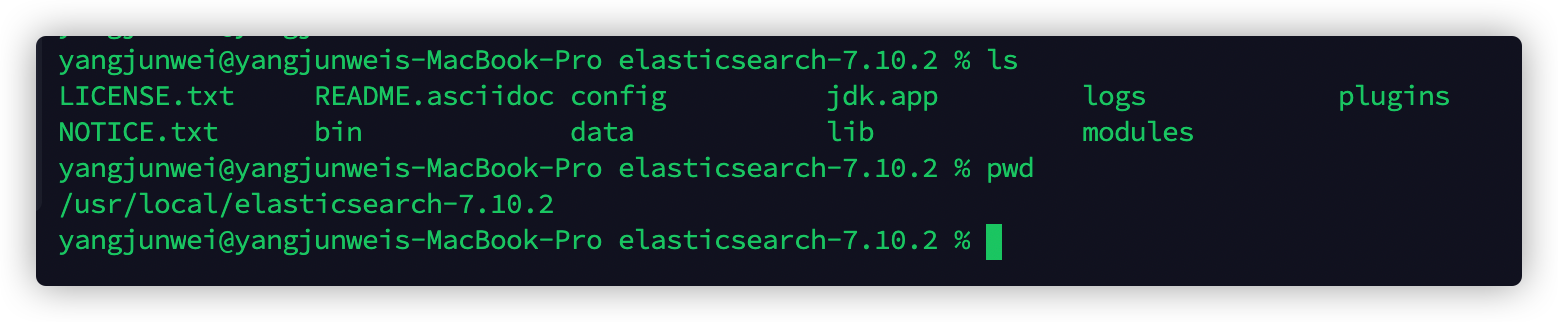 yangjunwei@yangjunweis-MacBook-Pro elasticsearch-7.10.2 % ls
LICENSE.txt README.asciidoc config jdk.app logs plugins
NOTICE.txt bin data lib modules
yangjunwei@yangjunweis-MacBook-Pro elasticsearch-7.10.2 % pwd
/usr/local/elasticsearch-7.10.2
yangjunwei@yangjunweis-MacBook-Pro elasticsearch-7.10.2 %